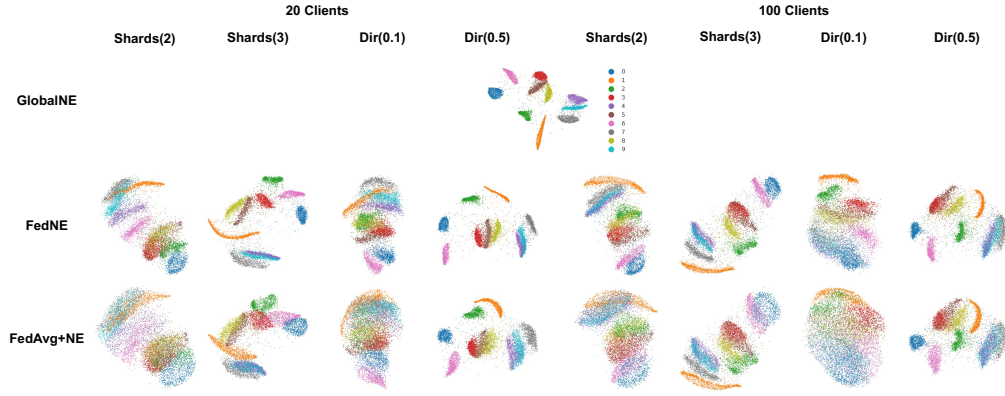 20 Clients 100 Clients
Shards(2) Shards(3) Dir(0.1) Dir(0.5) Shards(2) Shards(3) Dir(0.1) Dir(0.5)
GlobalNE
0
1
2
3
4
5
6
7
8
9
FedNE
FedAvg+NE